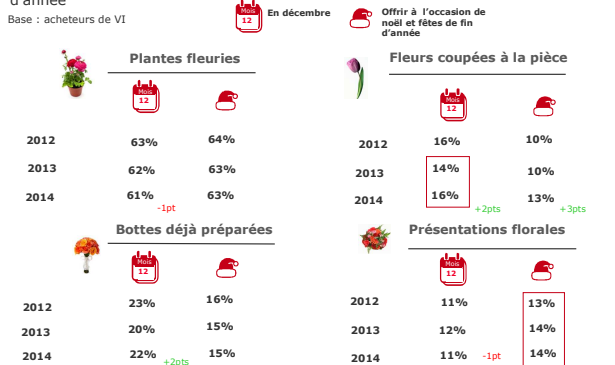 d'année
Base : acheteurs de VI
Mois
12
En décembre
Offrir à l'occasion de
noël et fêtes de fin
d'année
Plantes fleuries
Mois
12
2012 63% 64%
2013 62% 63%
2014 61% 63%
-1pt
Fleurs coupées à la pièce
Mois
12
2012 16% 10%
2013 14% 10%
2014 16% 13%
+2pts +3pts
Bottes déjà préparées
Mois
12
2012 23% 16%
2013 20% 15%
2014 22% 15%
+2pts
Présentations florales
Mois
12
2012 11% 13%
2013 12% 14%
2014 11% -1pt 14%